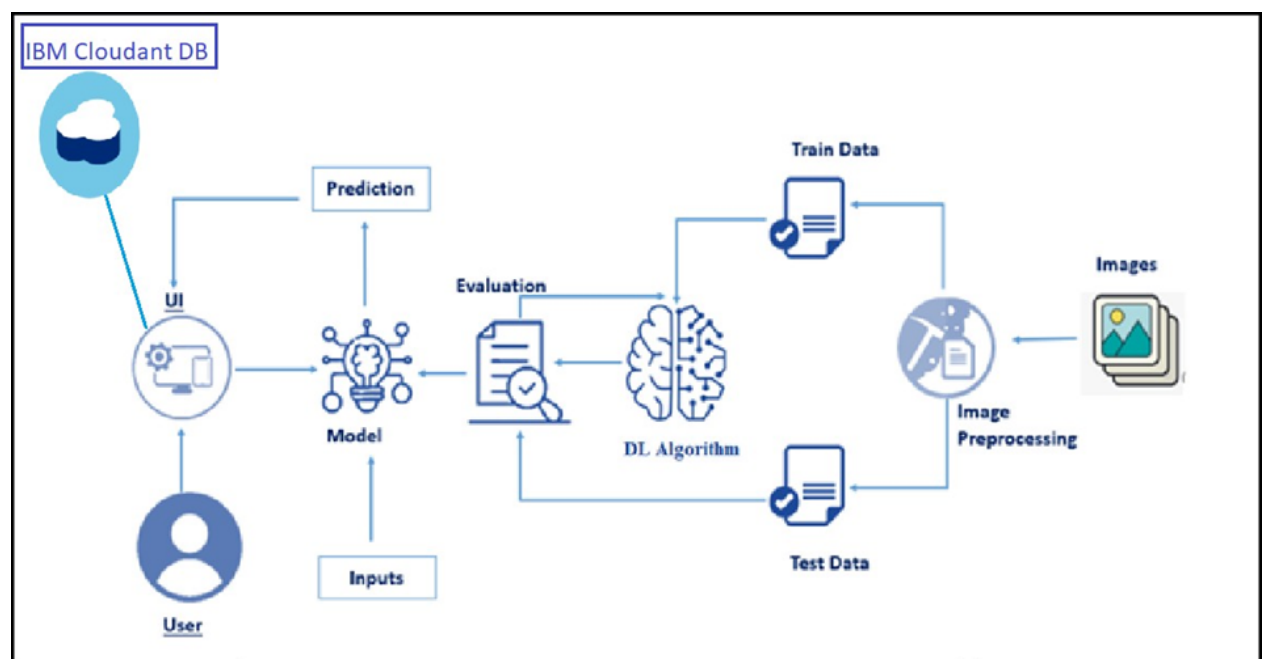 IBM Cloudant DB
Train Data
Prediction
Images
Evaluation
UI
Model
Image
Preprocessing
DL Algorithm
Test Data
Inputs
User